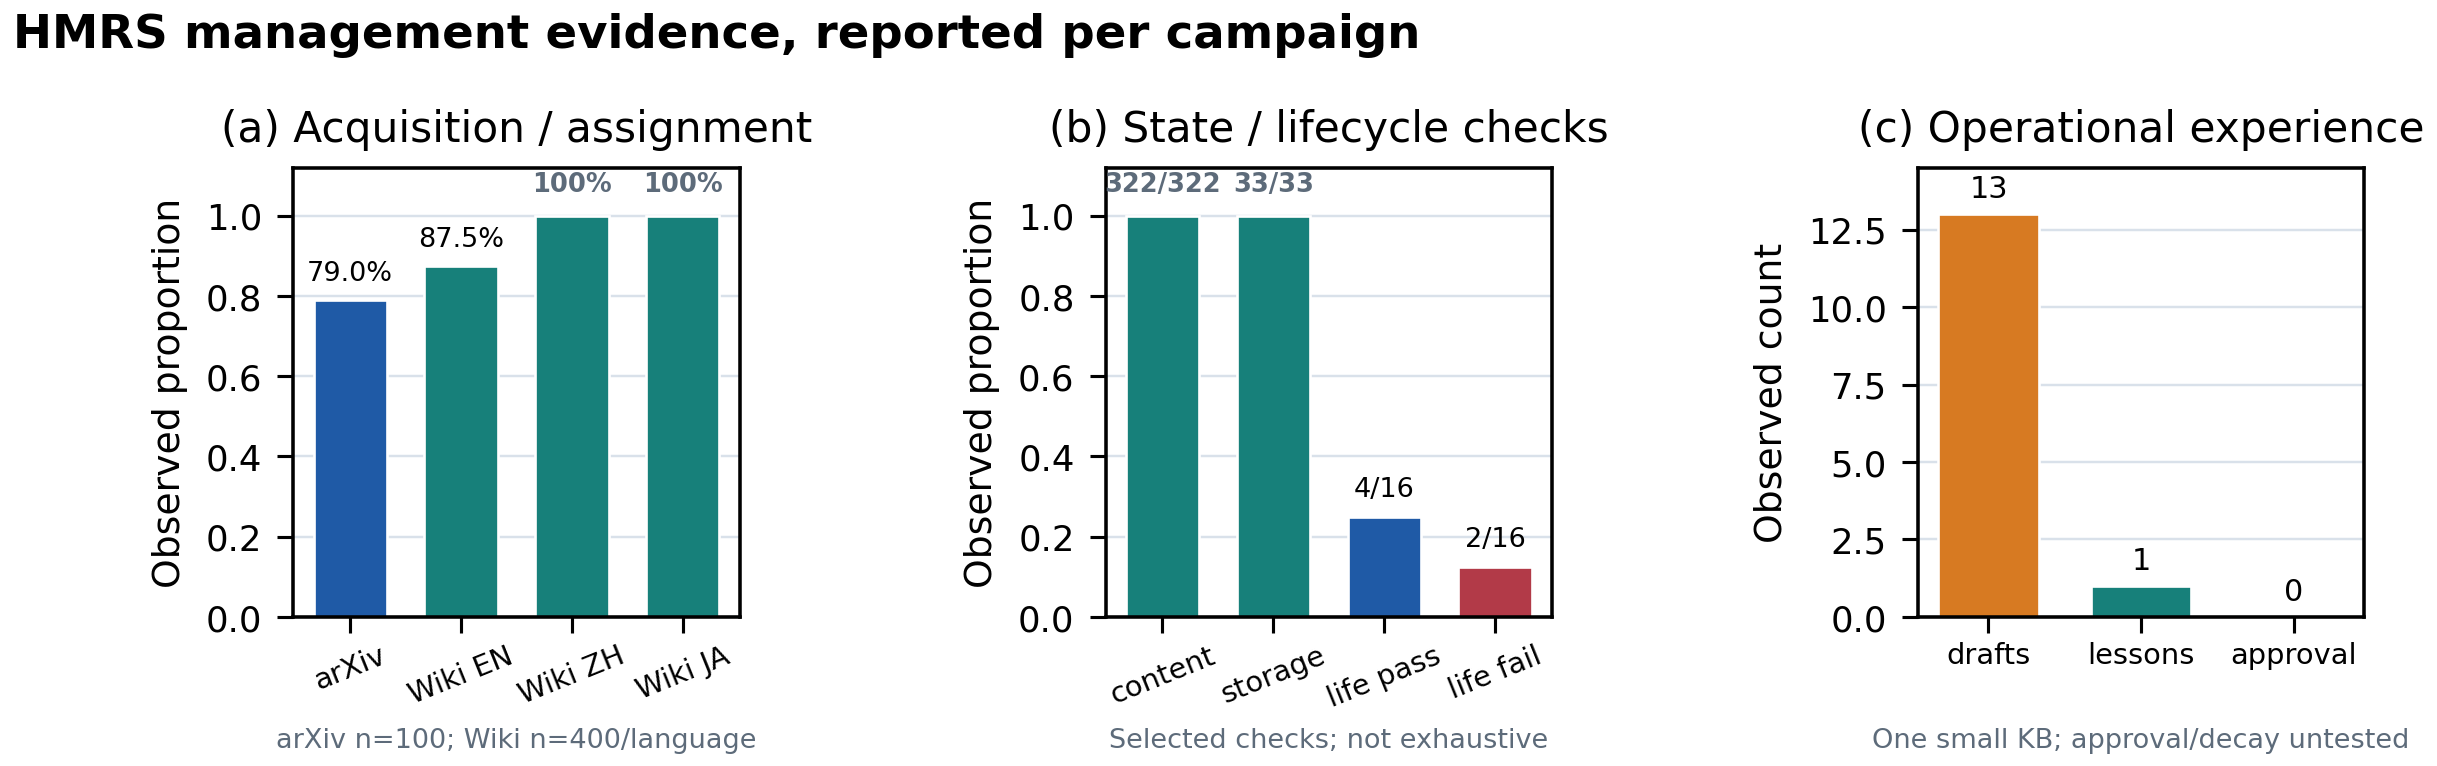 HMRS management evidence, reported per campaign
(a) Acquisition / assignment
Observed proportion
1.0
0.8
0.6
0.4
0.2
0.0
79.0%
87.5%
100%
100%
arXiv
Wiki EN
Wiki ZH
Wiki JA
arXiv n=100; Wiki n=400/language
(b) State / lifecycle checks
Observed proportion
1.0
0.8
0.6
0.4
0.2
0.0
322/322
33/33
4/16
2/16
content
storage
life pass
life fail
Selected checks; not exhaustive
(c) Operational experience
Observed count
12.5
10.0
7.5
5.0
2.5
0.0
13
1
0
drafts
lessons
approval
One small KB; approval/decay untested